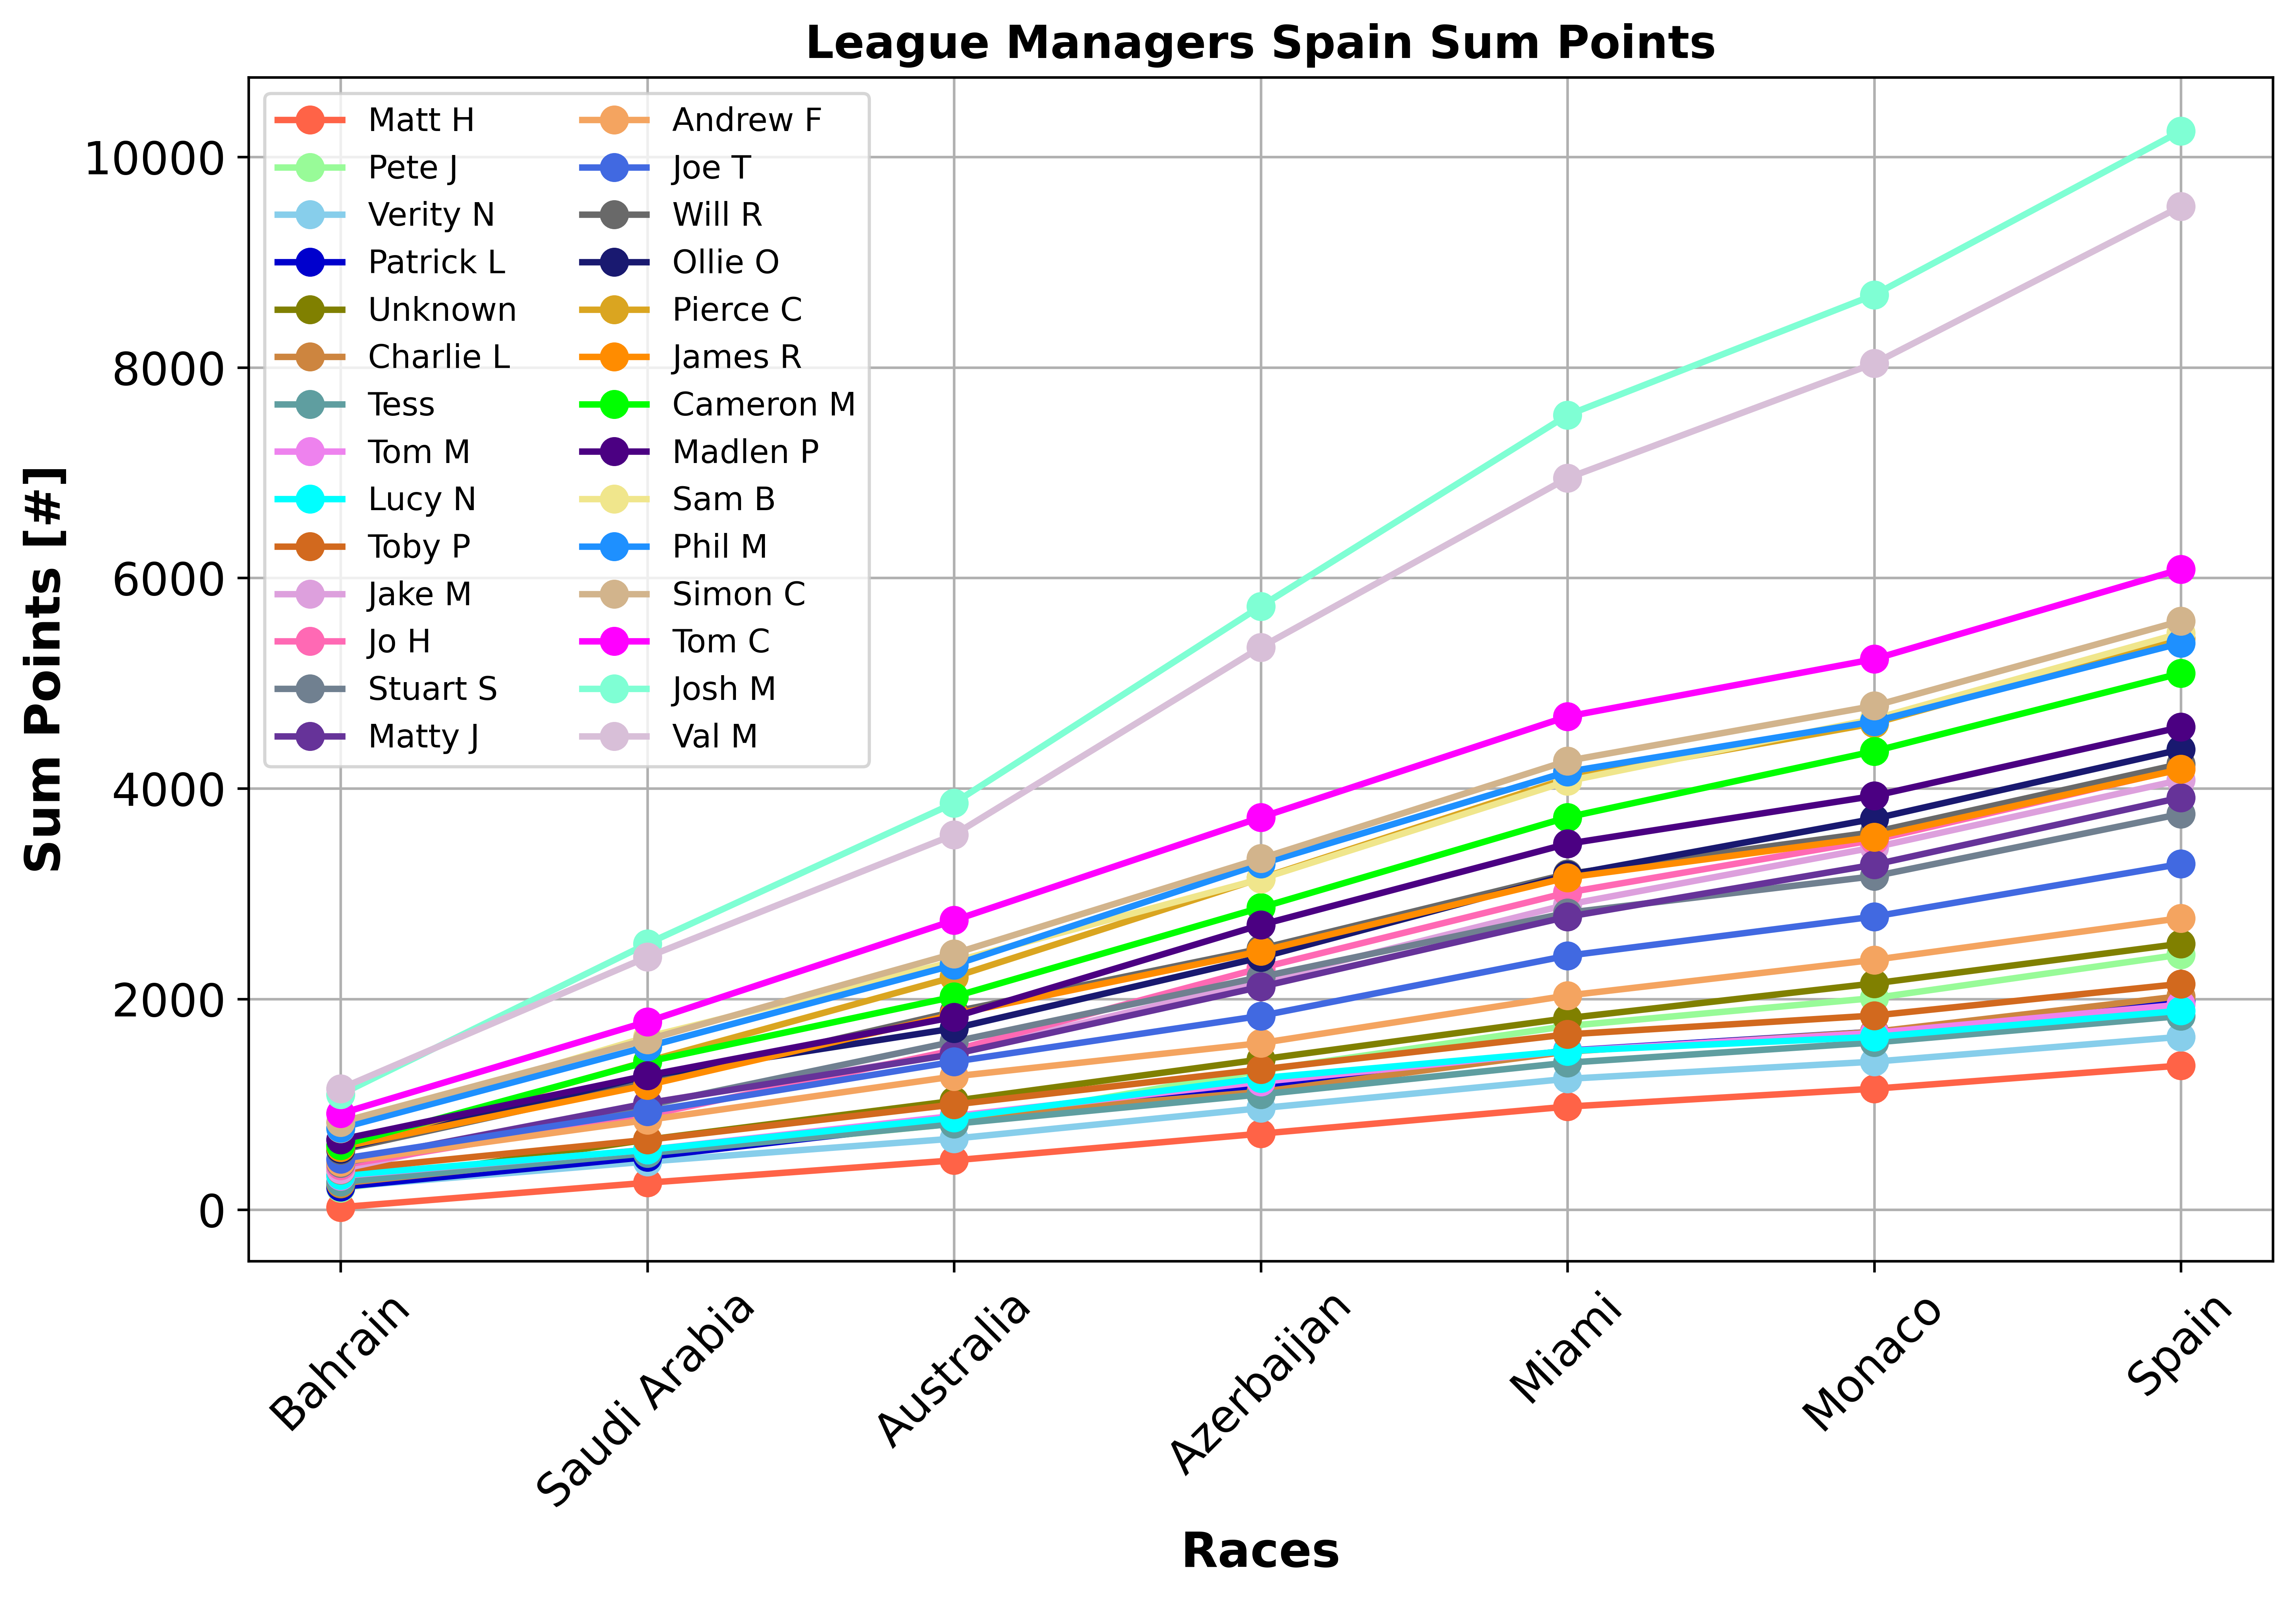 League Managers Spain Sum Points
Sum Points [#]
10000
8000
6000
4000
2000
0
Matt H
Pete J
Verity N
Patrick L
Unknown
Charlie L
Tess
Tom M
Lucy N
Toby P
Jake M
Jo H
Stuart S
Matty J
Andrew F
Joe T
Will R
Ollie O
Pierce C
James R
Cameron M
Madlen P
Sam B
Phil M
Simon C
Tom C
Josh M
Val M
Bahrain
Saudi Arabia
Australia
Azerbaijan
Miami
Monaco
Spain
Races